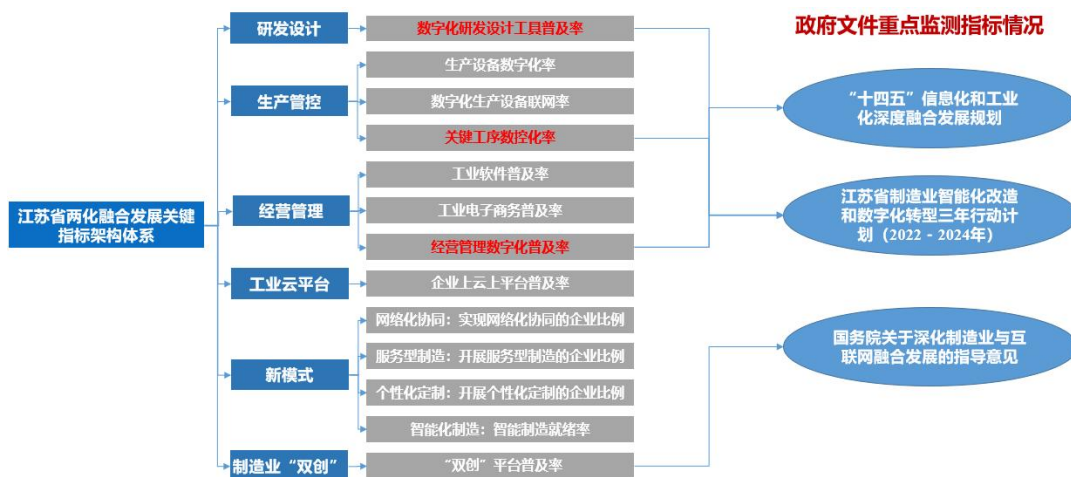 政府文件重点监测指标情况
江苏省两化融合发展关键
指标架构体系
研发设计
数字化研发设计工具普及率
生产管控
生产设备数字化率
数字化生产设备联网率
关键工序数控化率
经营管理
工业软件普及率
工业电子商务普及率
经营管理数字化普及率
工业云平台
企业上云上平台普及率
新模式
网络化协同：实现网络化协同的企业比例
服务型制造：开展服务型制造的企业比例
个性化定制：开展个性化定制的企业比例
智能化制造：智能制造就绪率
制造业“双创”
“双创”平台普及率
“十四五”信息化和工业
化深度融合发展规划
江苏省制造业智能化改造
和数字化转型三年行动计
划（2022 - 2024年）
国务院关于深化制造业与互
联网融合发展的指导意见